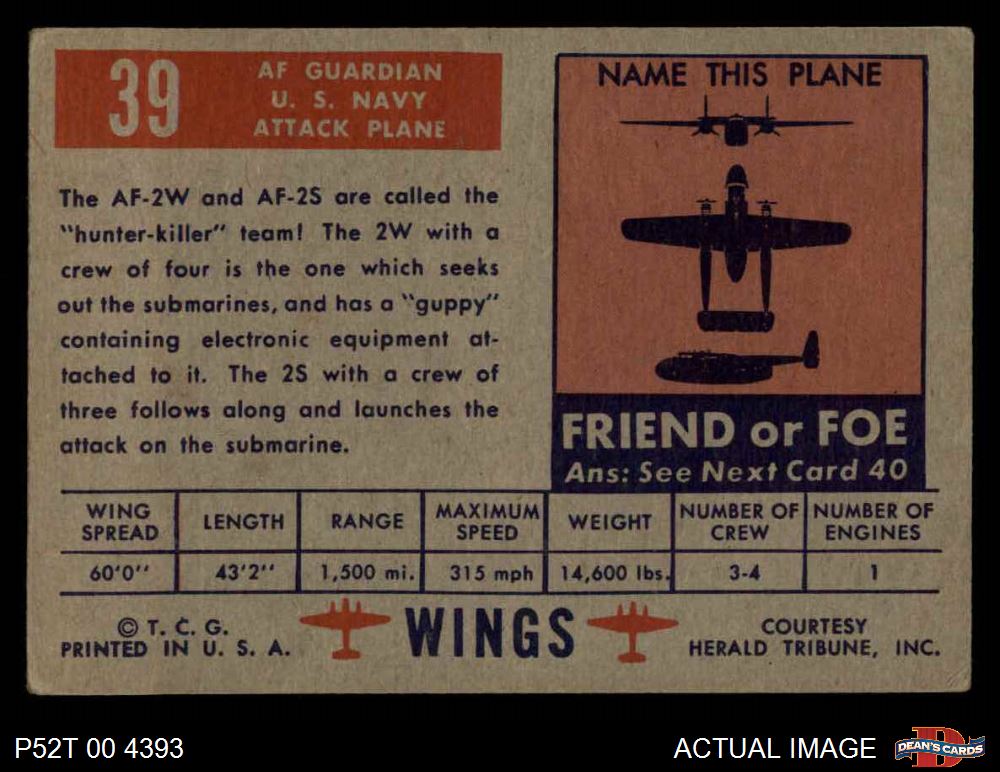 39
AF GUARDIAN
U. S. NAVY
ATTACK PLANE
The AF-2W and AF-2S are called the
"hunter-killer" team! The 2W with a
crew of four is the one which seeks
out the submarines, and has a "guppy"
containing electronic equipment at-
tached to it. The 2S with a crew of
three follows along and launches the
attack on the submarine.
NAME THIS PLANE
FRIEND or FOE
Ans: See Next Card 40
WING SPREAD LENGTH RANGE MAXIMUM SPEED WEIGHT NUMBER OF CREW NUMBER OF ENGINES
60'0'' 43'2'' 1,500 mi. 315 mph 14,600 lbs. 3-4 1
© T. C. G.
PRINTED IN U. S. A.
WINGS
COURTESY
HERALD TRIBUNE, INC.
P52T 00 4393
ACTUAL IMAGE
D
DEAN'S CARDS